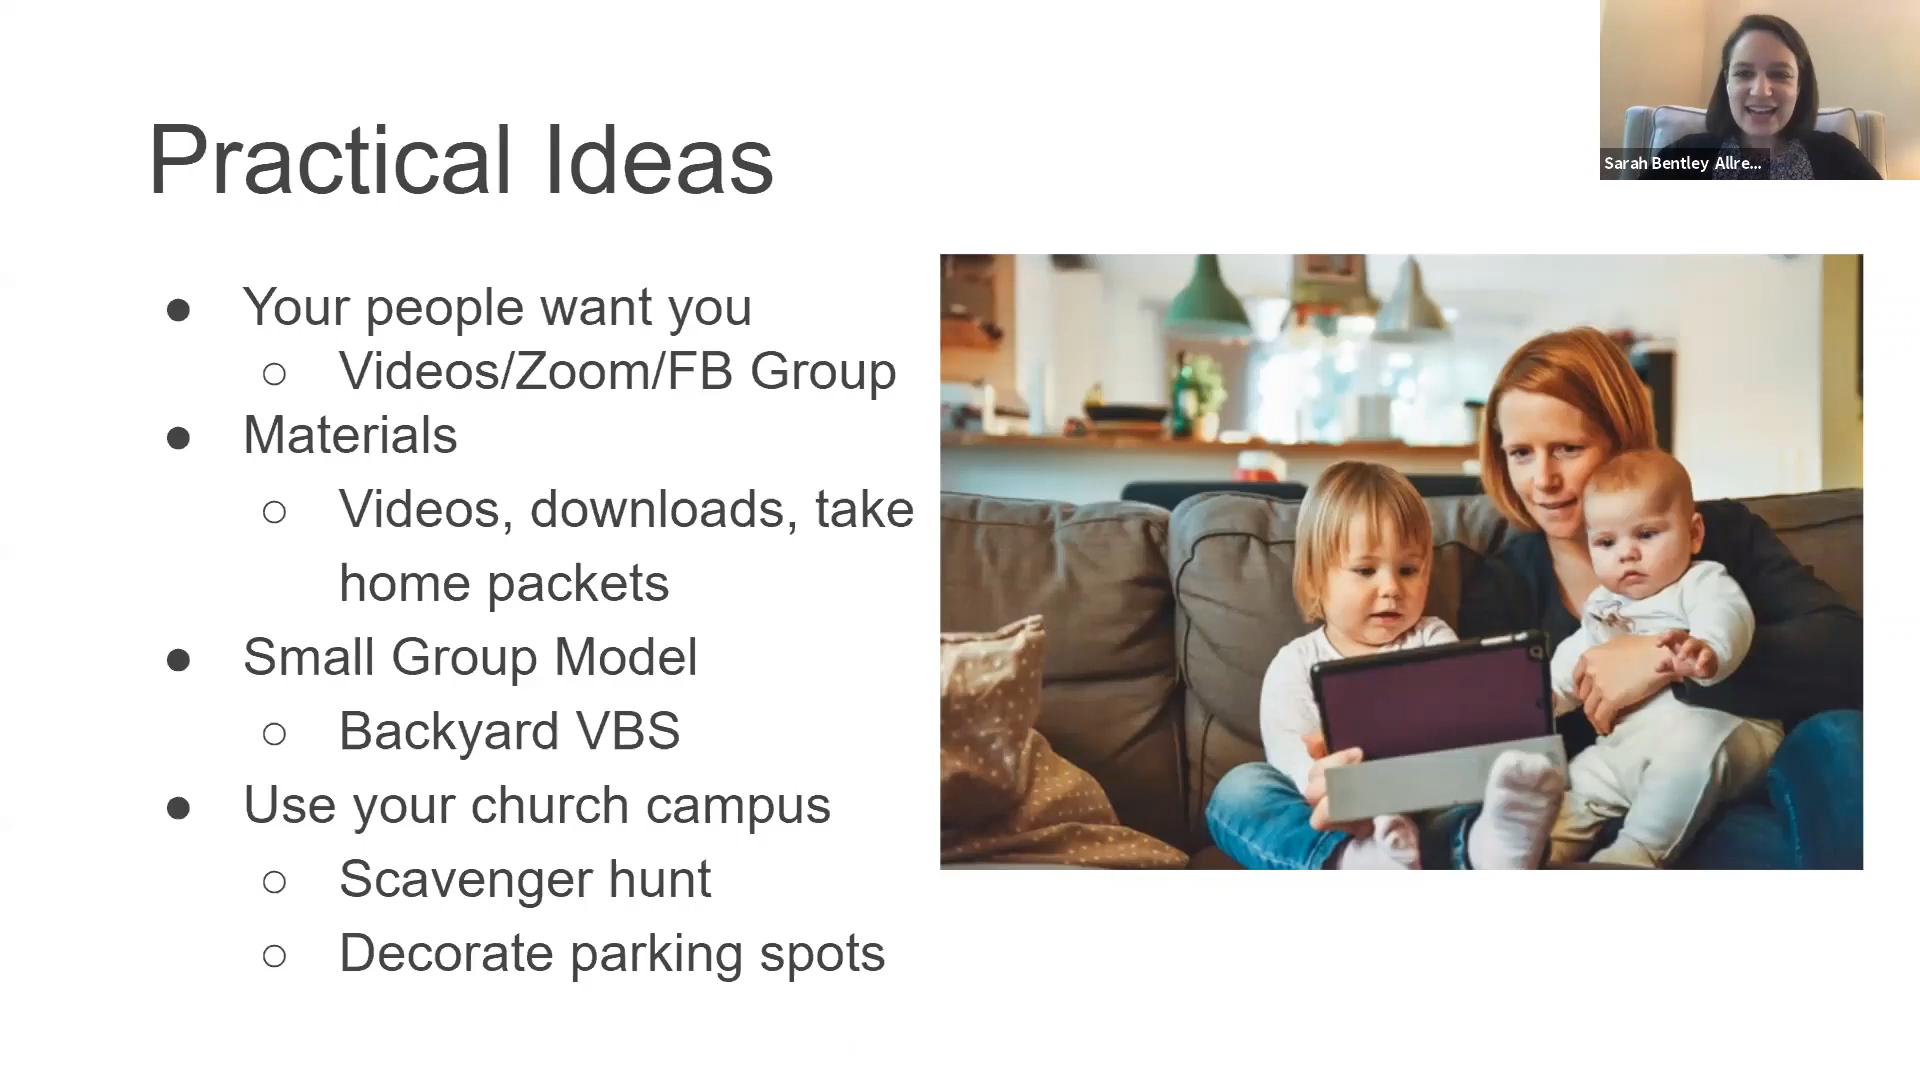 Practical Ideas
Sarah Bentley Allre...
● Your people want you
○ Videos/Zoom/FB Group
● Materials
○ Videos, downloads, take
home packets
● Small Group Model
○ Backyard VBS
● Use your church campus
○ Scavenger hunt
○ Decorate parking spots